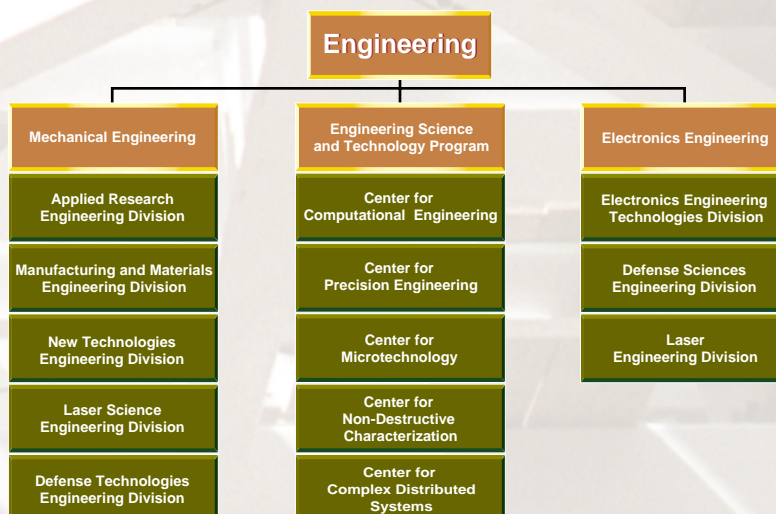 Engineering
Mechanical Engineering
Applied Research
Engineering Division
Manufacturing and Materials
Engineering Division
New Technologies
Engineering Division
Laser Science
Engineering Division
Defense Technologies
Engineering Division
Engineering Science
and Technology Program
Center for
Computational Engineering
Center for
Precision Engineering
Center for
Microtechnology
Center for
Non-Destructive
Characterization
Center for
Complex Distributed
Systems
Electronics Engineering
Electronics Engineering
Technologies Division
Defense Sciences
Engineering Division
Laser
Engineering Division